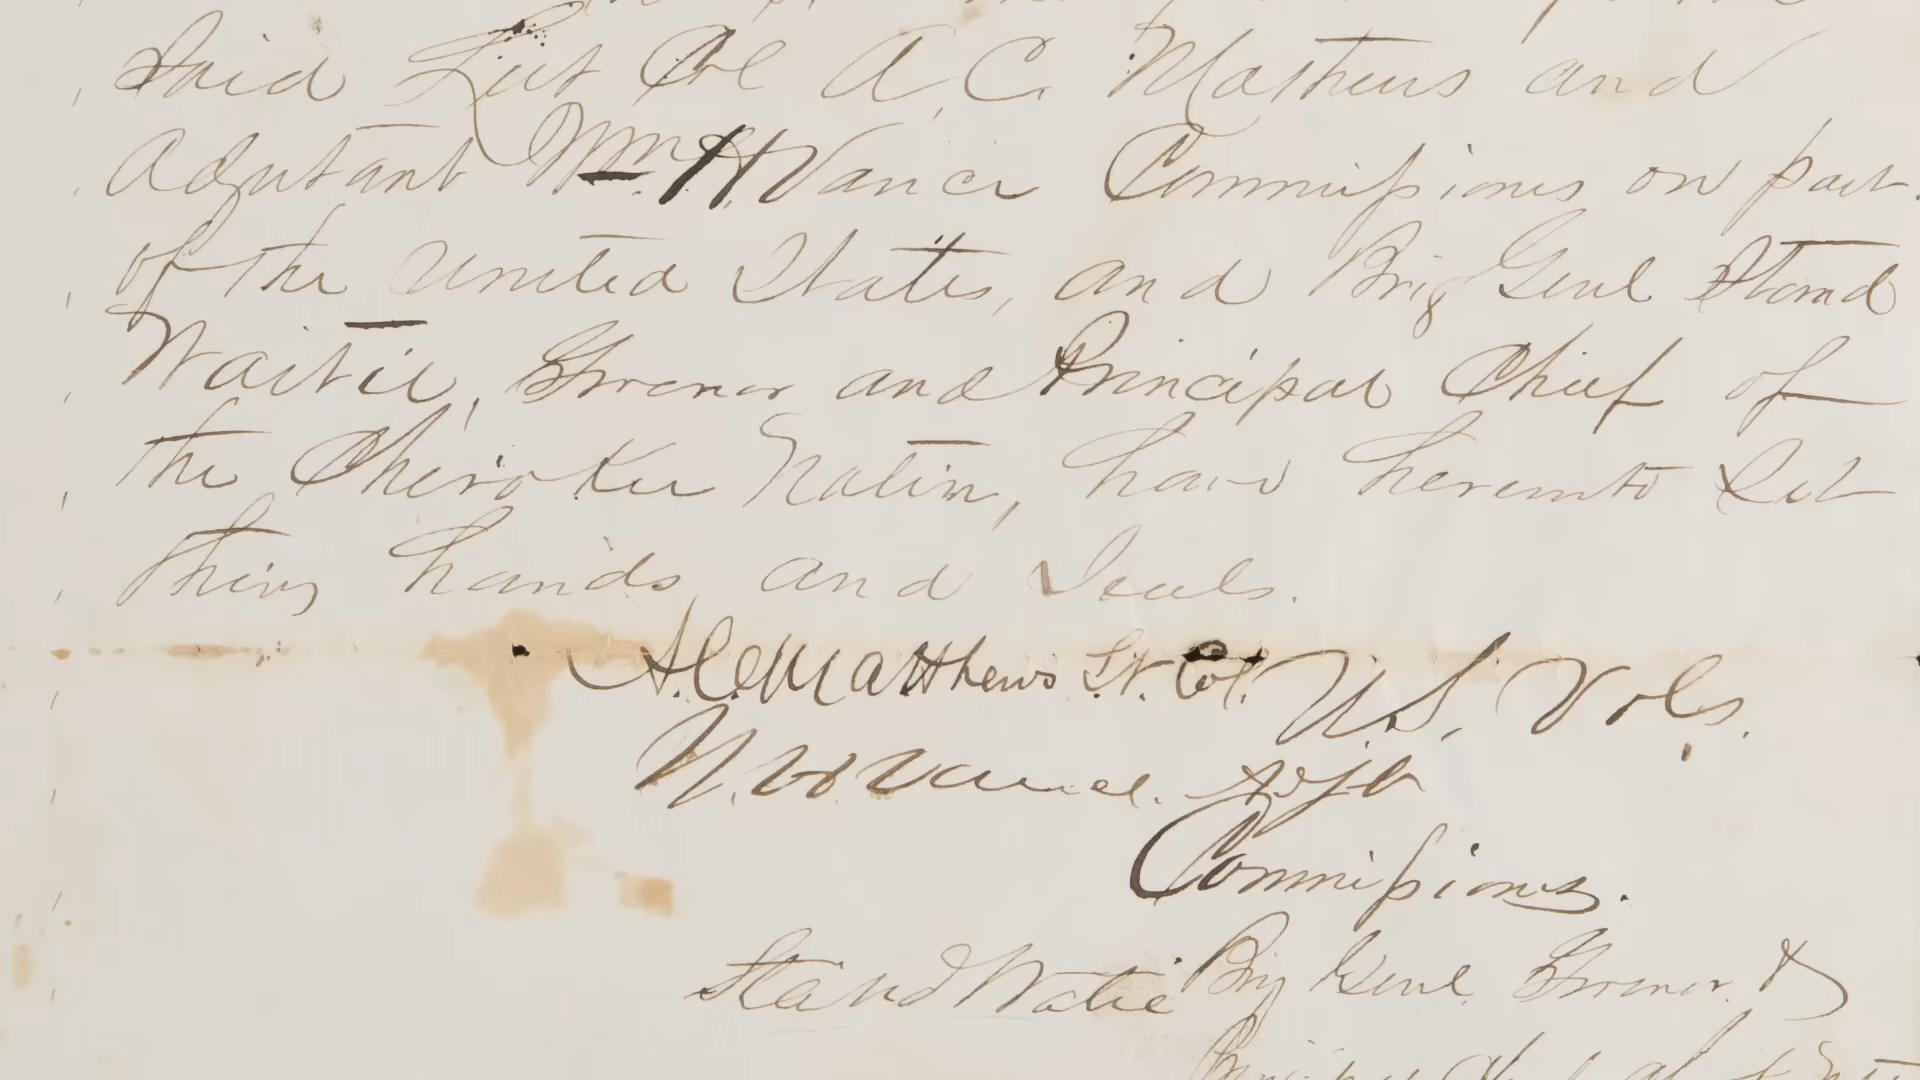 Said Lieut Col A, C. Mathews and
Adjutant Wm H. Vance Commissioners on part
of the United States, and Brig Genl Stand
Waitie, Governor and Principal Chief of
the Cherokee Nation, have hereunto Set
their hands and Seals.
A.C. Matthews Lt. Col. U.S. Vols.
W. H Vance. Adjt
Commissioners.
Stand Watie Brig Genl. Governor &
Principal Chief